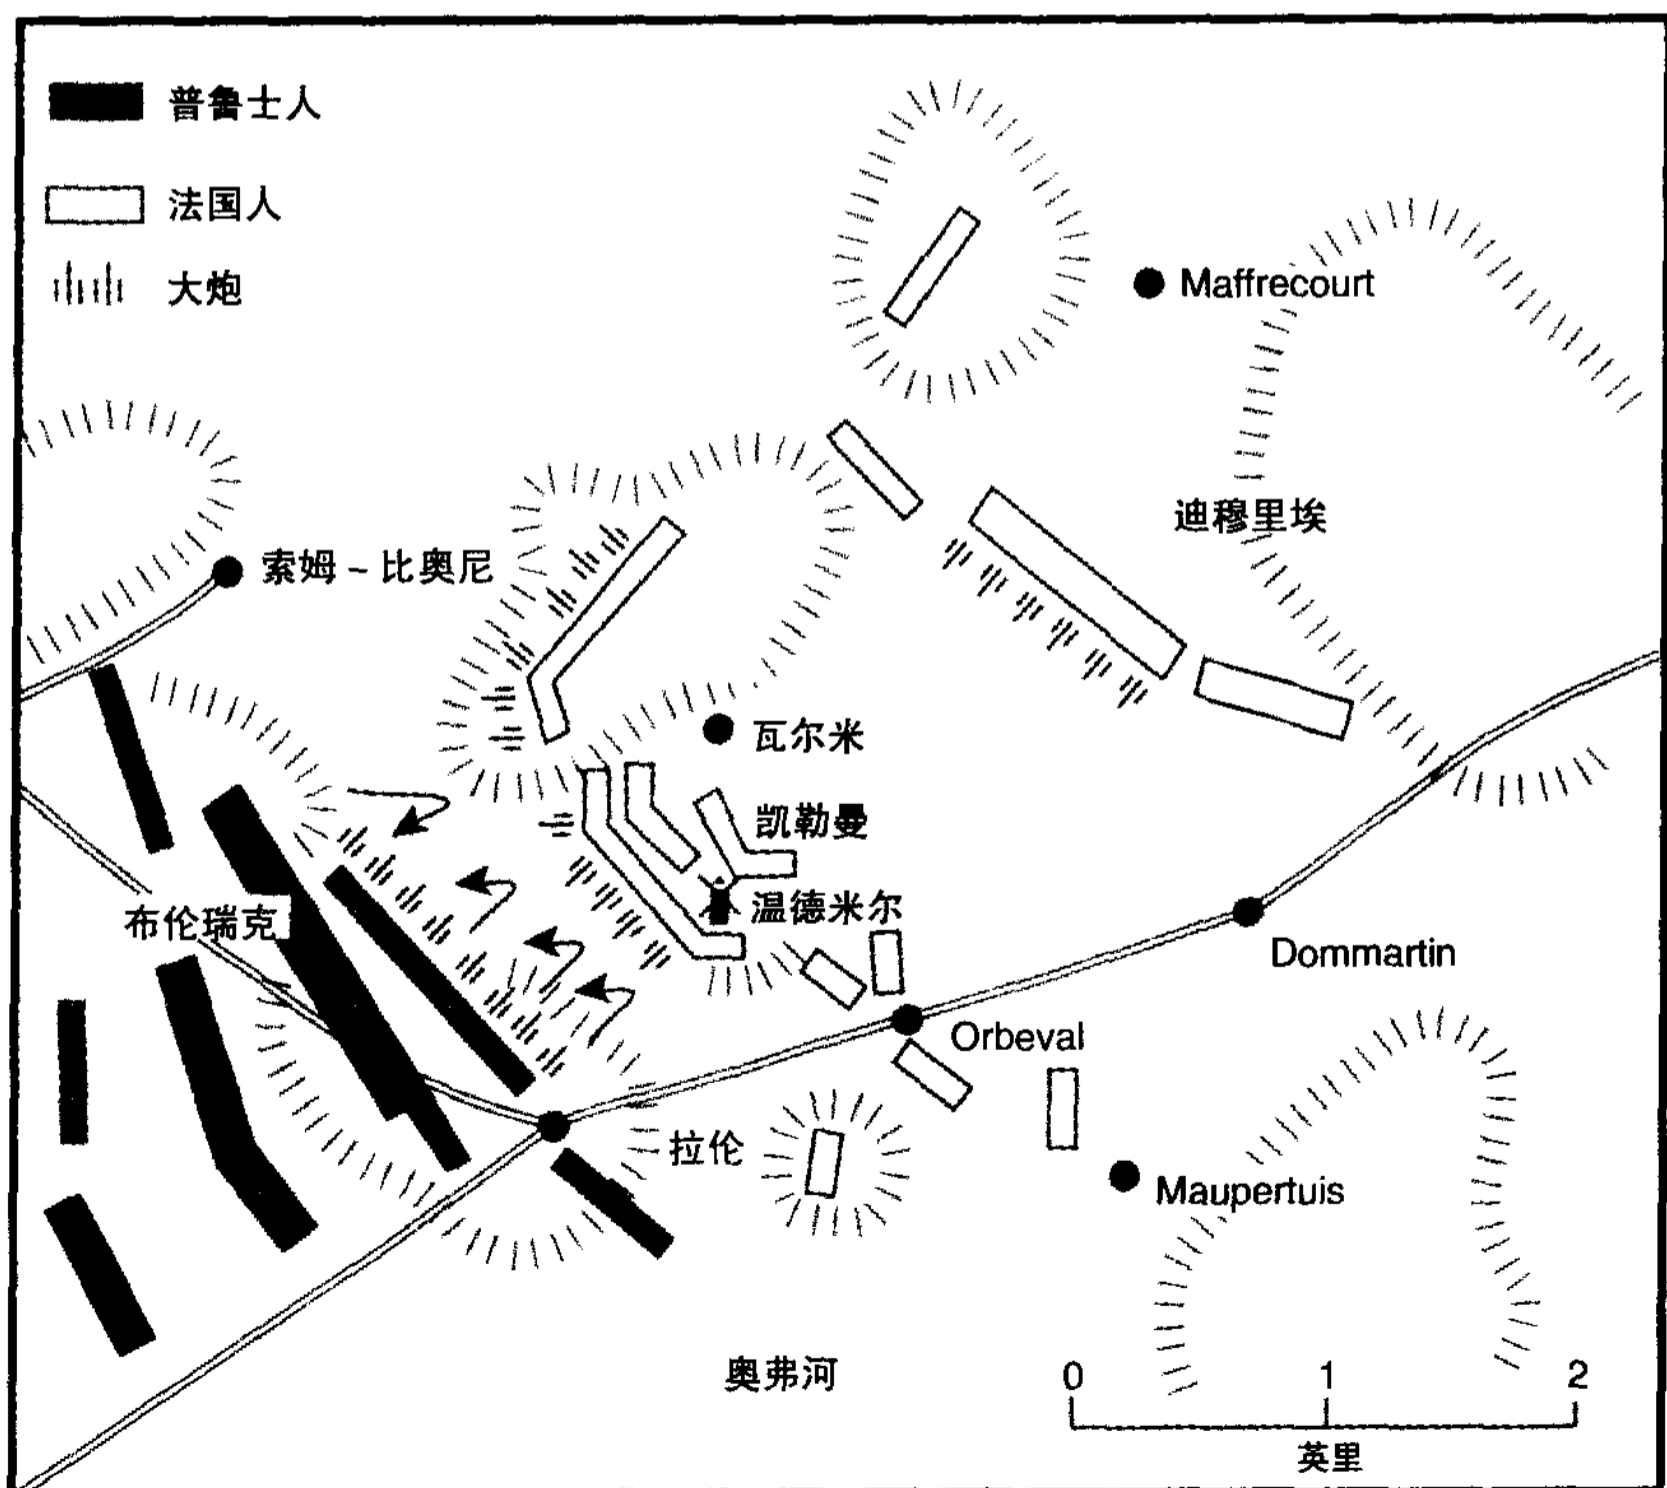 普鲁士人
法国人
大炮
Maffrecourt
迪穆里埃
索姆－比奥尼
瓦尔米
凯勒曼
温德米尔
布伦瑞克
Dommartin
Orbeval
拉伦
Maupertuis
奥弗河
0 1 2
英里